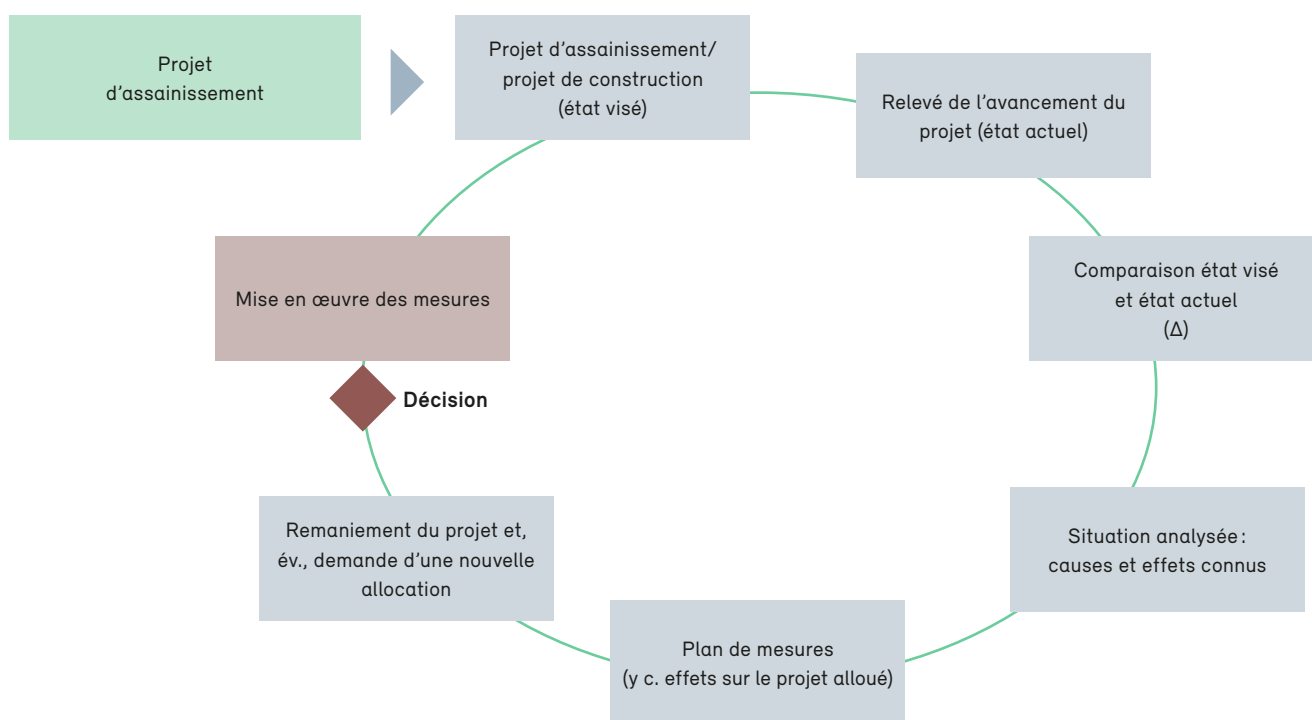 Projet
d'assainissement
Projet d'assainissement/
projet de construction
(état visé)
Relevé de l'avancement du
projet (état actuel)
Comparaison état visé
et état actuel
(Δ)
Situation analysée :
causes et effets connus
Plan de mesures
(y c. effets sur le projet alloué)
Remaniement du projet et,
év., demande d'une nouvelle
allocation
Décision
Mise en œuvre des mesures